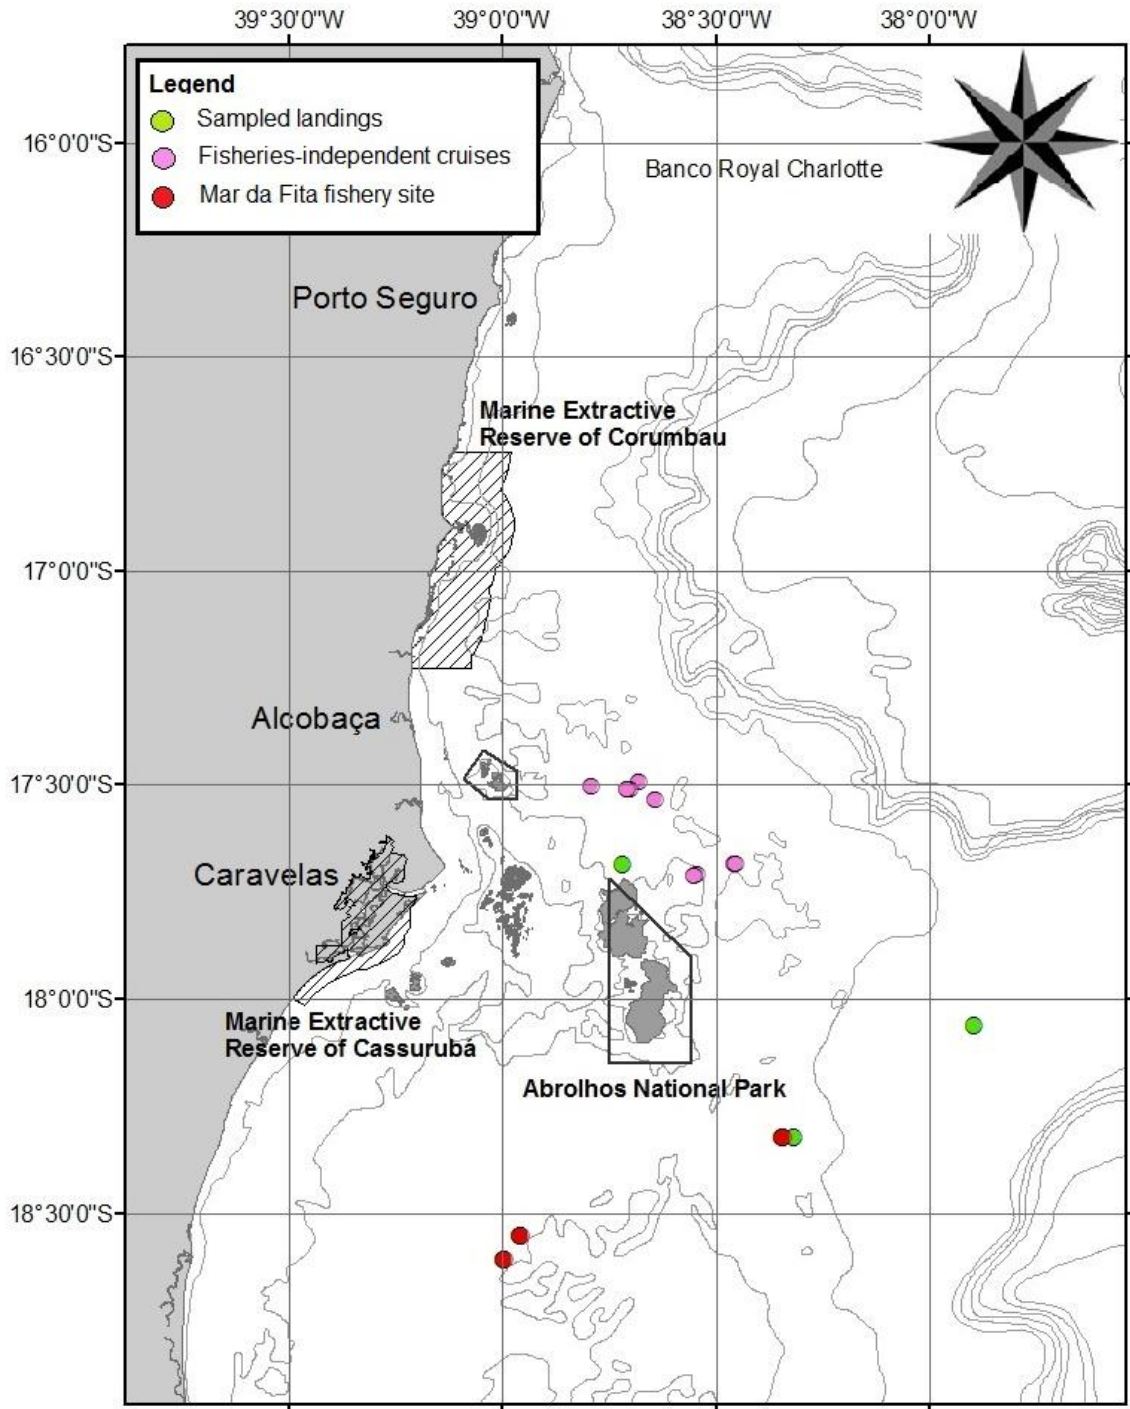 39°30'0"W 39°0'0"W 38°30'0"W 38°0'0"W
Legend
Sampled landings
Fisheries-independent cruises
Mar da Fita fishery site
16°0'0"S
Banco Royal Charlotte
Porto Seguro
16°30'0"S
Marine Extractive
Reserve of Corumbau
17°0'0"S
Alcobaça
17°30'0"S
Caravelas
18°0'0"S
Marine Extractive
Reserve of Cassurubá
Abrolhos National Park
18°30'0"S